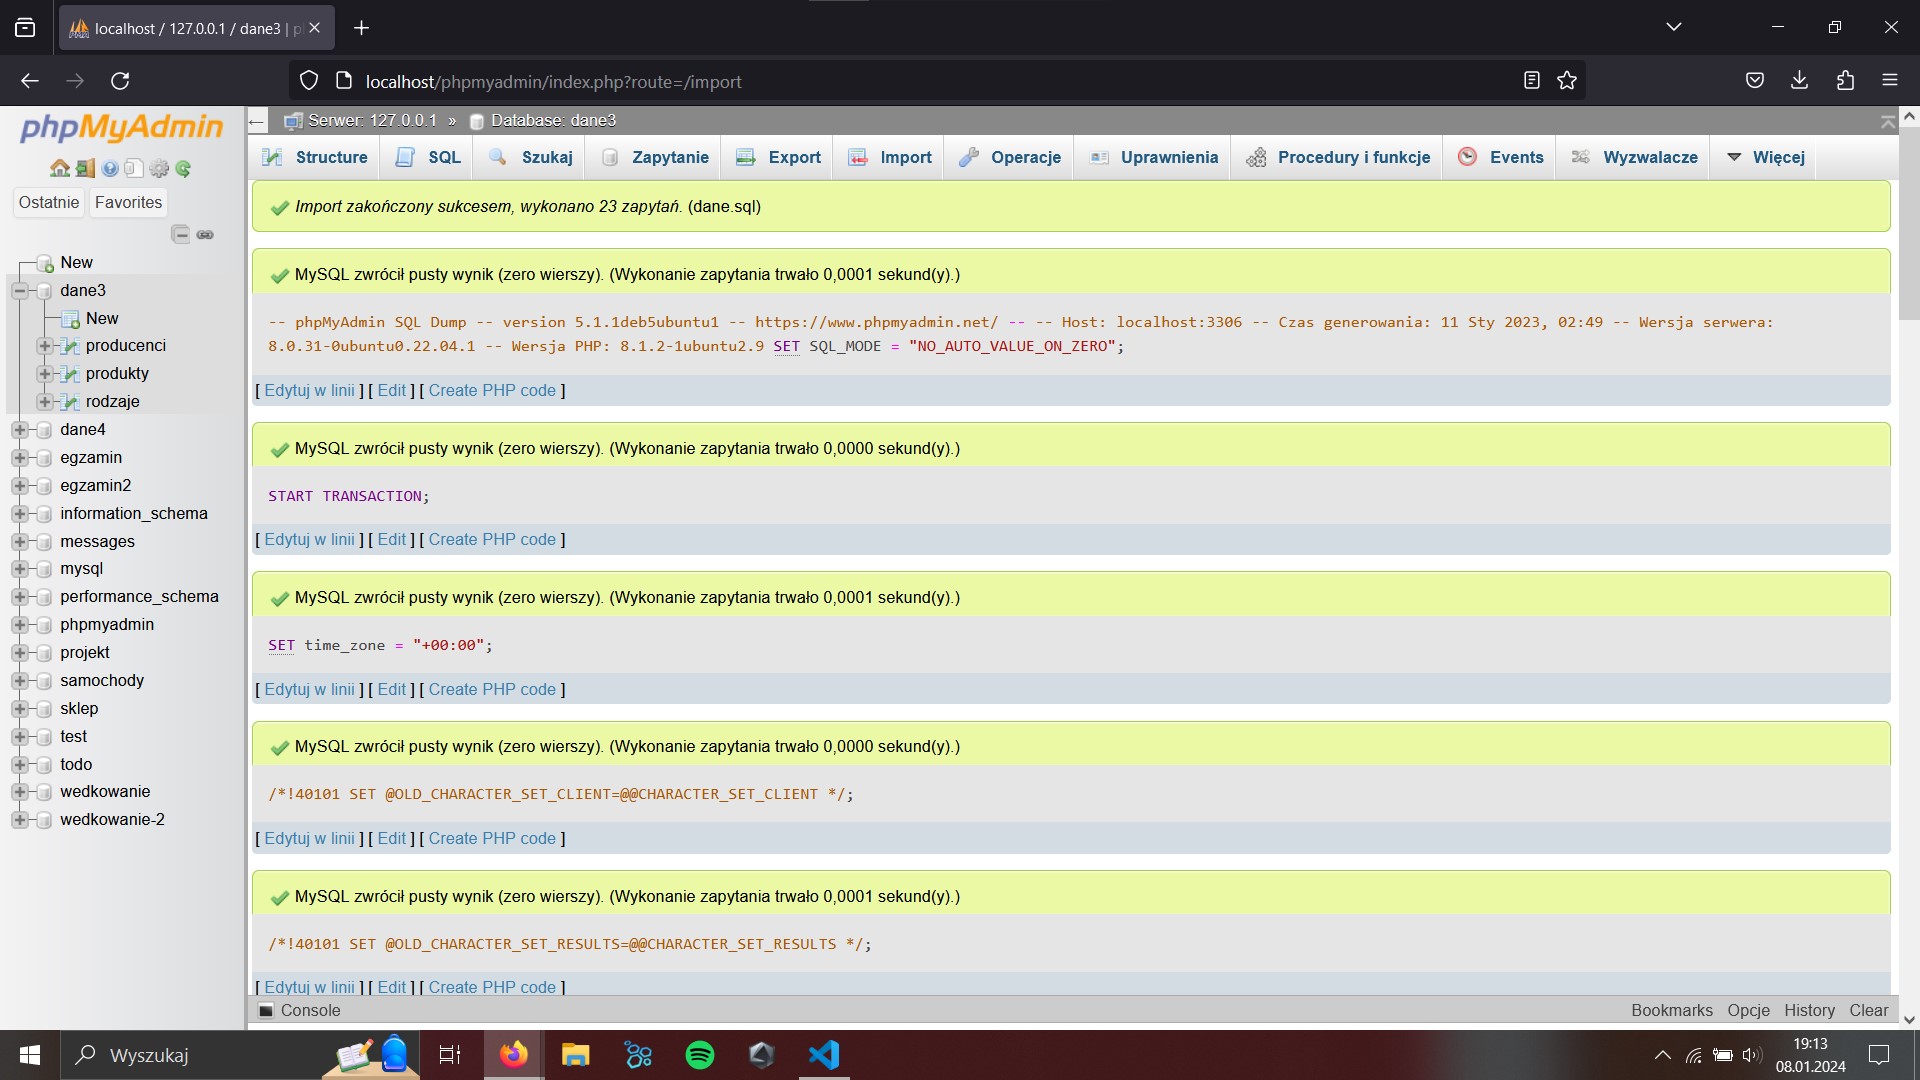 localhost / 127.0.0.1 / dane3 | p
localhost/phpmyadmin/index.php?route=/import
phpMyAdmin
Ostatnie
Favorites
New
dane3
New
producenci
produkty
rodzaje
dane4
egzamin
egzamin2
information_schema
messages
mysql
performance_schema
phpmyadmin
projekt
samochody
sklep
test
todo
wedkowanie
wedkowanie-2
Serwer: 127.0.0.1 » Database: dane3
Structure SQL Szukaj Zapytanie Export Import Operacje Uprawnienia Procedury i funkcje Events Wyzwalacze Więcej
Import zakończony sukcesem, wykonano 23 zapytań. (dane.sql)
MySQL zwrócił pusty wynik (zero wierszy). (Wykonanie zapytania trwało 0,0001 sekund(y).)
-- phpMyAdmin SQL Dump -- version 5.1.1deb5ubuntu1 -- https://www.phpmyadmin.net/ -- -- Host: localhost:3306 -- Czas generowania: 11 Sty 2023, 02:49 -- Wersja serwera:
8.0.31-0ubuntu0.22.04.1 -- Wersja PHP: 8.1.2-1ubuntu2.9 SET SQL_MODE = "NO_AUTO_VALUE_ON_ZERO";
[ Edytuj w linii ] [ Edit ] [ Create PHP code ]
MySQL zwrócił pusty wynik (zero wierszy). (Wykonanie zapytania trwało 0,0000 sekund(y).)
START TRANSACTION;
[ Edytuj w linii ] [ Edit ] [ Create PHP code ]
MySQL zwrócił pusty wynik (zero wierszy). (Wykonanie zapytania trwało 0,0001 sekund(y).)
SET time_zone = "+00:00";
[ Edytuj w linii ] [ Edit ] [ Create PHP code ]
MySQL zwrócił pusty wynik (zero wierszy). (Wykonanie zapytania trwało 0,0000 sekund(y).)
/*!40101 SET @OLD_CHARACTER_SET_CLIENT=@@CHARACTER_SET_CLIENT */;
[ Edytuj w linii ] [ Edit ] [ Create PHP code ]
MySQL zwrócił pusty wynik (zero wierszy). (Wykonanie zapytania trwało 0,0001 sekund(y).)
/*!40101 SET @OLD_CHARACTER_SET_RESULTS=@@CHARACTER_SET_RESULTS */;
[ Edytuj w linii ] [ Edit ] [ Create PHP code ]
Console
Bookmarks Opcje History Clear
Wyszukaj
19:13
08.01.2024